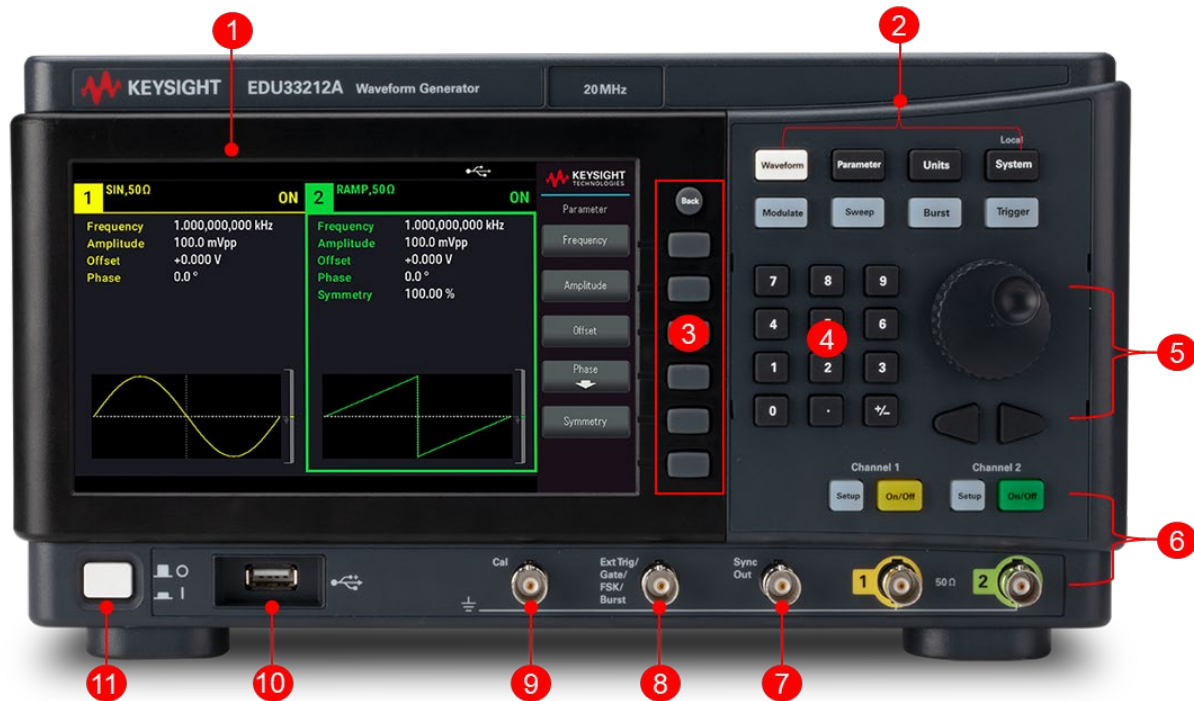 1
2
KEYSIGHT EDU33212A Waveform Generator 20 MHz
Local
Waveform Parameter Units System
Modulate Sweep Burst Trigger
1 SIN,50Ω ON
Frequency 1.000,000,000 kHz
Amplitude 100.0 mVpp
Offset +0.000 V
Phase 0.0 °
2 RAMP,50Ω ON
Frequency 1.000,000,000 kHz
Amplitude 100.0 mVpp
Offset +0.000 V
Phase 0.0 °
Symmetry 100.00 %
KEYSIGHT
TECHNOLOGIES
Parameter
Frequency
Amplitude
Offset
Phase
Symmetry
Back
3
7 8 9
4 6
1 2 3
0 . +/-
4
5
Channel 1 Channel 2
Setup On/Off Setup On/Off
6
Cal
Ext Trig/
Gate/
FSK/
Burst
Sync
Out
1 50 Ω 2
11
10
9
8
7